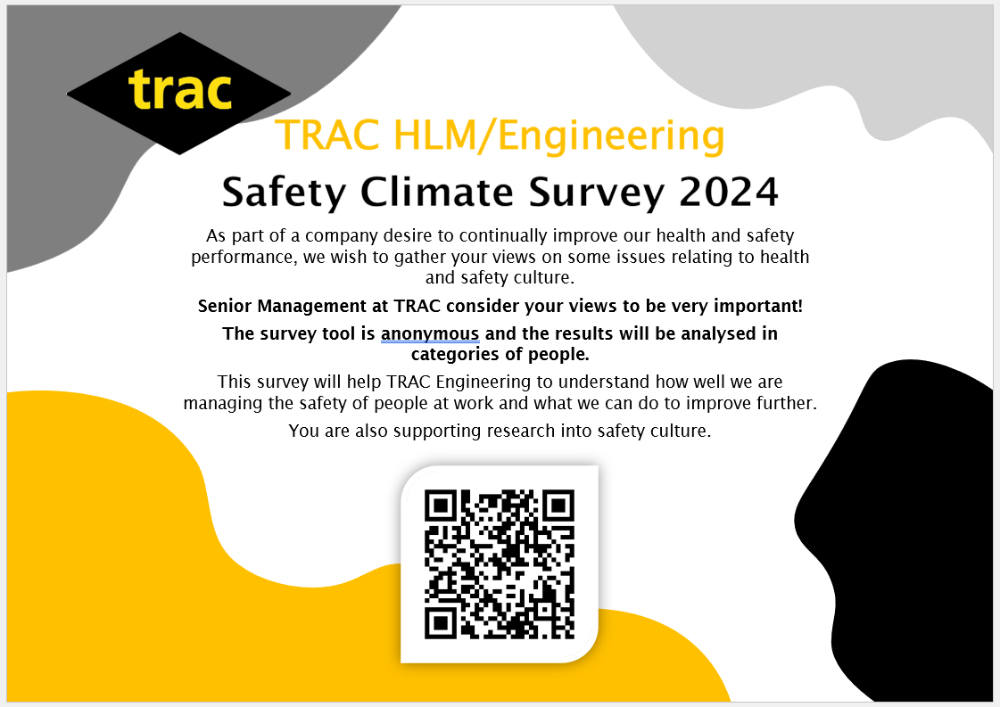 trac
TRAC HLM/Engineering
Safety Climate Survey 2024
As part of a company desire to continually improve our health and safety
performance, we wish to gather your views on some issues relating to health
and safety culture.
Senior Management at TRAC consider your views to be very important!
The survey tool is anonymous and the results will be analysed in
categories of people.
This survey will help TRAC Engineering to understand how well we are
managing the safety of people at work and what we can do to improve further.
You are also supporting research into safety culture.